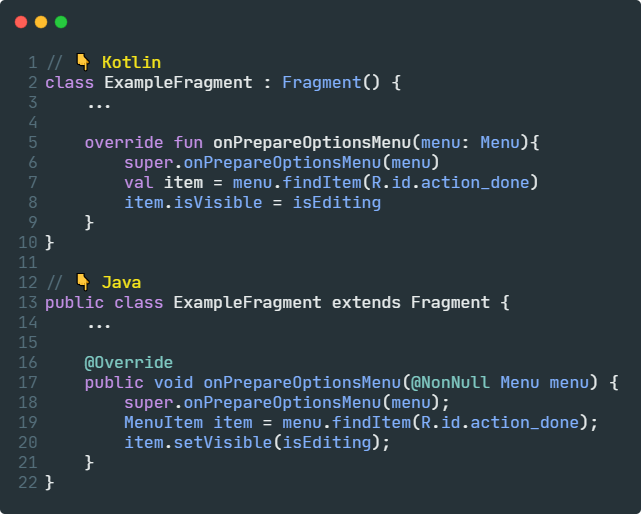 1 // 👇 Kotlin
2 class ExampleFragment : Fragment() {
3     ...
4
5     override fun onPrepareOptionsMenu(menu: Menu){
6         super.onPrepareOptionsMenu(menu)
7         val item = menu.findItem(R.id.action_done)
8         item.isVisible = isEditing
9     }
10 }
11
12 // 👇 Java
13 public class ExampleFragment extends Fragment {
14     ...
15
16     @Override
17     public void onPrepareOptionsMenu(@NonNull Menu menu) {
18         super.onPrepareOptionsMenu(menu);
19         MenuItem item = menu.findItem(R.id.action_done);
20         item.setVisible(isEditing);
21     }
22 }